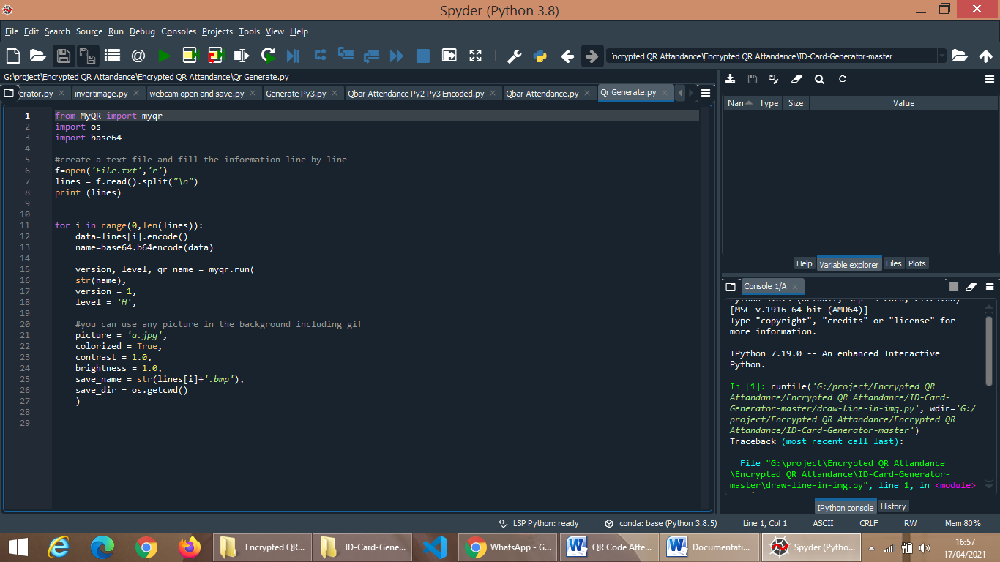 Spyder (Python 3.8)
File Edit Search Source Run Debug Consoles Projects Tools View Help
:ncrypted QR Attandance\Encrypted QR Attandance\ID-Card-Generator-master
G:\project\Encrypted QR Attandance\Encrypted QR Attandance\Qr Generate.py
erator.py invertimage.py webcam open and save.py Generate Py3.py Qbar Attendance Py2-Py3 Encoded.py Qbar Attendance.py Qr Generate.py
1 from MyQR import myqr
2 import os
3 import base64
4
5 #create a text file and fill the information line by line
6 f=open('File.txt','r')
7 lines = f.read().split("\n")
8 print (lines)
9
10
11 for i in range(0,len(lines)):
12 data=lines[i].encode()
13 name=base64.b64encode(data)
14
15 version, level, qr_name = myqr.run(
16 str(name),
17 version = 1,
18 level = 'H',
19
20 #you can use any picture in the background including gif
21 picture = 'a.jpg',
22 colorized = True,
23 contrast = 1.0,
24 brightness = 1.0,
25 save_name = str(lines[i]+'.bmp'),
26 save_dir = os.getcwd()
27 )
28
29
Nan Type Size Value
Help Variable explorer Files Plots
Console 1/A
[MSC v.1916 64 bit (AMD64)]
Type "copyright", "credits" or "license" for
more information.
IPython 7.19.0 -- An enhanced Interactive
Python.
In [1]: runfile('G:/project/Encrypted QR
Attandance/Encrypted QR Attandance/ID-Card-
Generator-master/draw-line-in-img.py', wdir='G:/
project/Encrypted QR Attandance/Encrypted QR
Attandance/ID-Card-Generator-master')
Traceback (most recent call last):
File "G:\project\Encrypted QR Attandance
\Encrypted QR Attandance\ID-Card-Generator-
master\draw-line-in-img.py", line 1, in <module>
IPython console History
LSP Python: ready conda: base (Python 3.8.5) Line 1, Col 1 ASCII CRLF RW Mem 80%
Encrypted QR... ID-Card-Gene... WhatsApp - G... QR Code Atte... Documentati... Spyder (Pytho...
16:57
17/04/2021